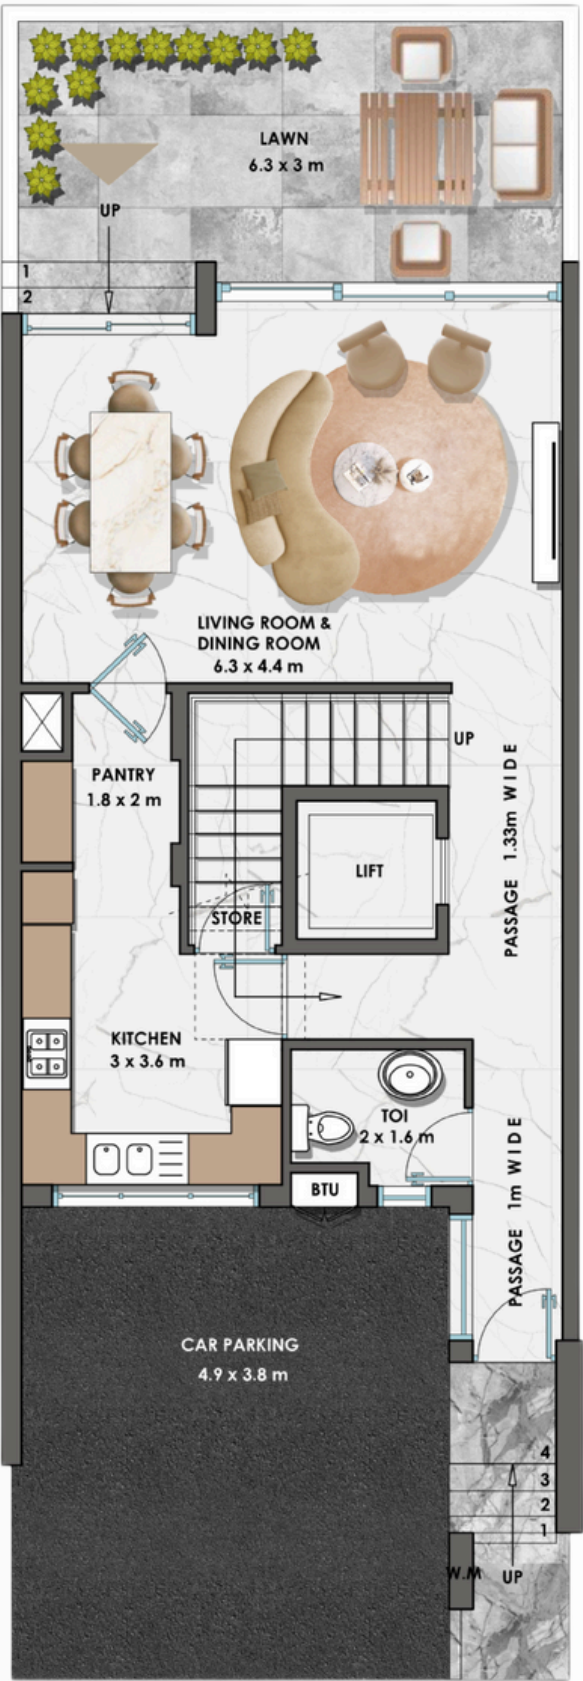 LAWN
6.3 x 3 m
UP
1
2
LIVING ROOM &
DINING ROOM
6.3 x 4.4 m
UP
PANTRY
1.8 x 2 m
PASSAGE 1.33m WIDE
LIFT
STORE
KITCHEN
3 x 3.6 m
TOI
2 x 1.6 m
PASSAGE 1m WIDE
BTU
CAR PARKING
4.9 x 3.8 m
4
3
2
1
W.M
UP